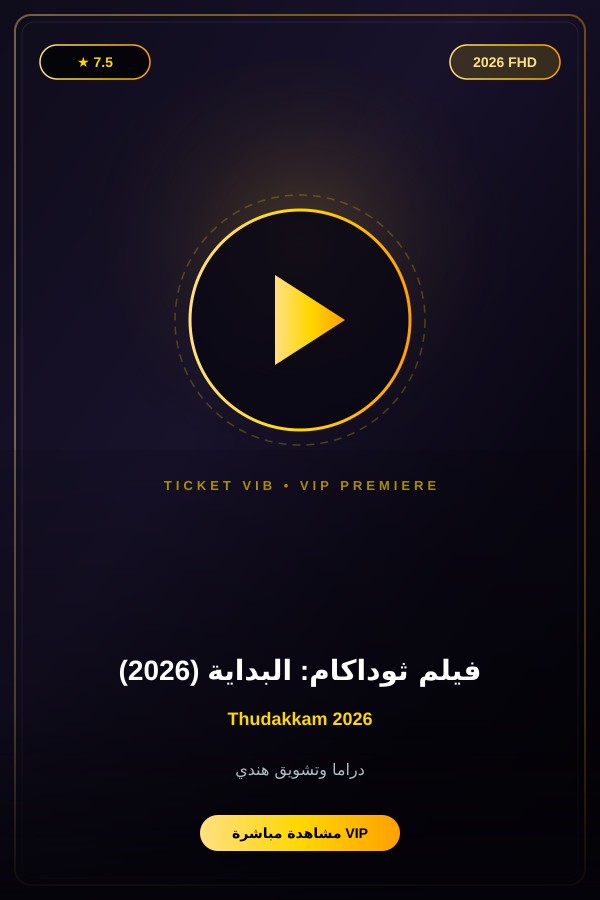 ★ 7.5
2026 FHD
TICKET VIB • VIP PREMIERE
فيلم ثوداكام: البداية (2026)
Thudakkam 2026
دراما وتشويق هندي
مشاهدة مباشرة VIP